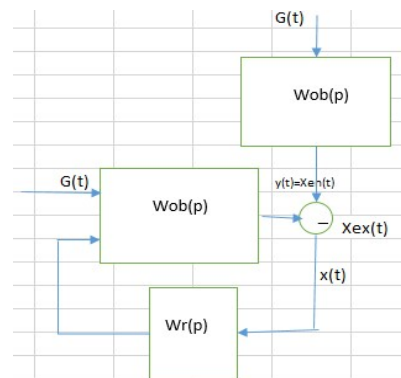 G(t)
Wob(p)
y(t)=Xen(t)
G(t)
Wob(p)
–
Xex(t)
x(t)
Wr(p)